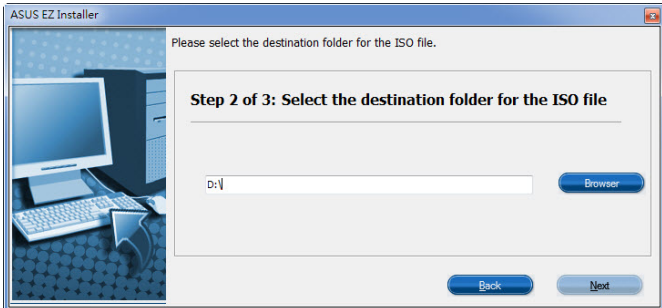 ASUS EZ Installer
Please select the destination folder for the ISO file.
Step 2 of 3: Select the destination folder for the ISO file
D:\
Browser
Back
Next